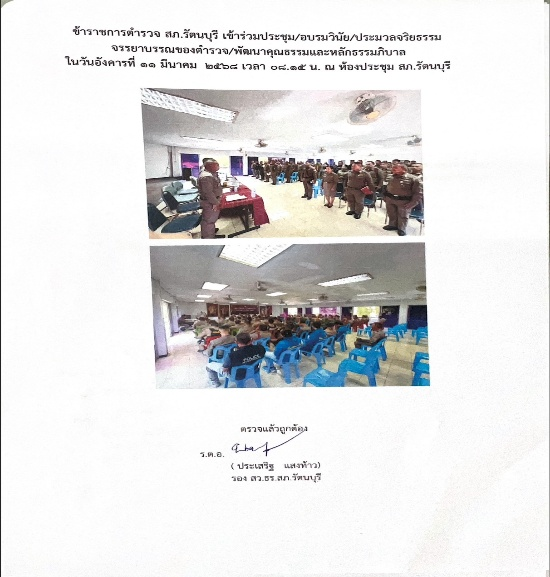 ข้าราชการตำรวจ สภ.รัตนบุรี เข้าร่วมประชุม/อบรมวินัย/ประมวลจริยธรรม
จรรยาบรรณของตำรวจ/พัฒนาคุณธรรมและหลักธรรมาภิบาล
ในวันอังคารที่ ๑๑ มีนาคม ๒๕๖๘ เวลา ๐๘.๑๕ น. ณ ห้องประชุม สภ.รัตนบุรี
POLICE
ตรวจแล้วถูกต้อง
ร.ต.อ.
( ประเสริฐ แสงท้าว)
รอง สว.ธร.สภ.รัตนบุรี